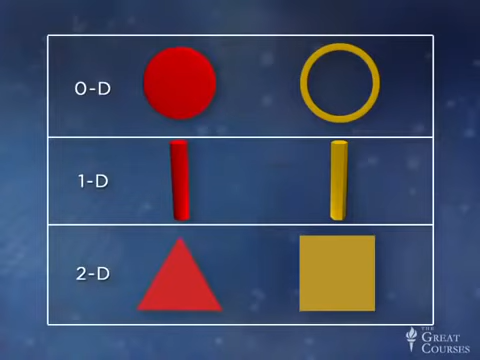 0-D
1-D
2-D
THE
GREAT
COURSES